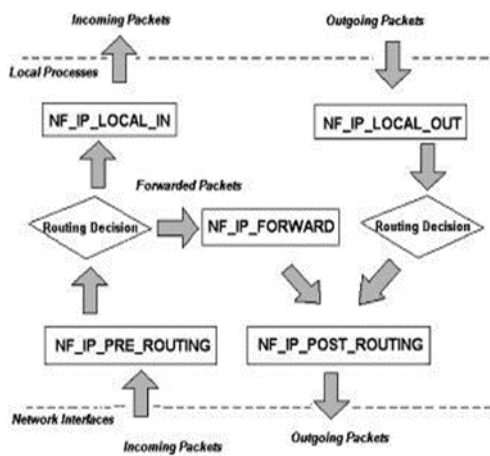 Incoming Packets
Outgoing Packets
Local Processes
NF_IP_LOCAL_IN
NF_IP_LOCAL_OUT
Forwarded Packets
Routing Decision
NF_IP_FORWARD
Routing Decision
NF_IP_PRE_ROUTING
NF_IP_POST_ROUTING
Network Interfaces
Incoming Packets
Outgoing Packets